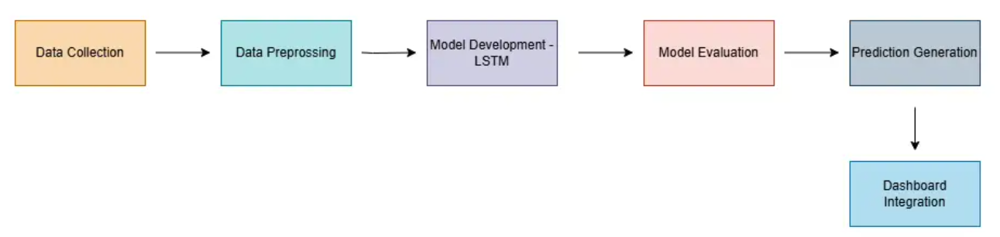 Data Collection
Data Preprossing
Model Development -
LSTM
Model Evaluation
Prediction Generation
Dashboard
Integration